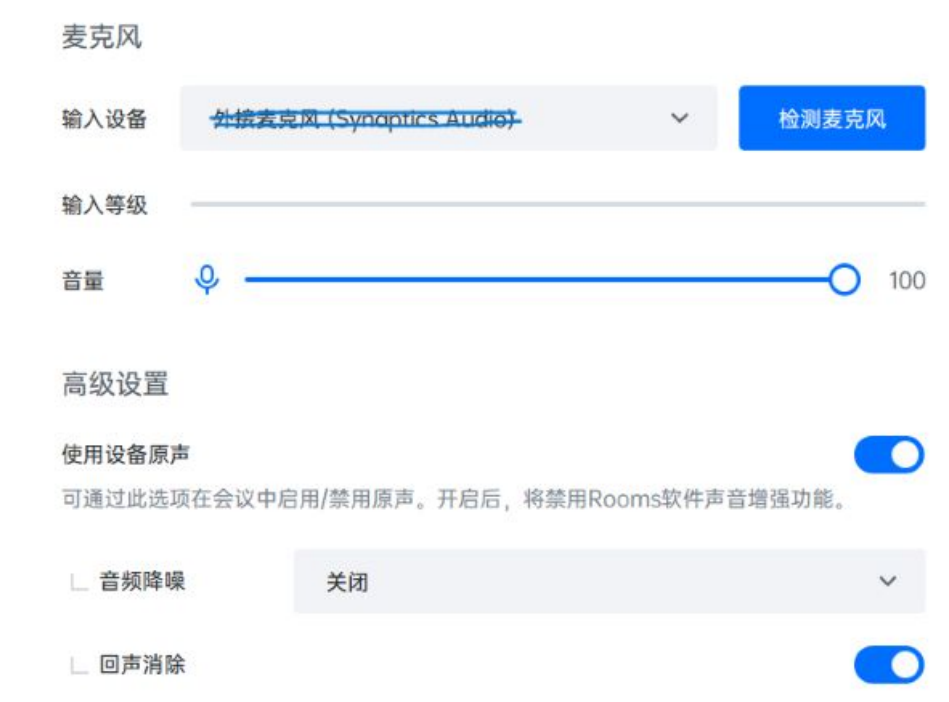 麦克风
输入设备 外接麦克风 (Synaptics Audio) 检测麦克风
输入等级
音量 100
高级设置
使用设备原声
可通过此选项在会议中启用/禁用原声。开启后，将禁用Rooms软件声音增强功能。
音频降噪 关闭
回声消除